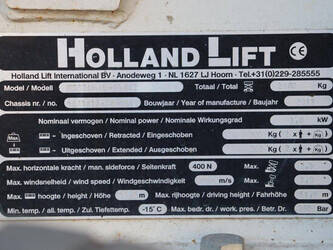 HOLLAND LIFT CE
Holland Lift International BV - Anodeweg 1 - NL 1627 LJ Hoorn - Tel.+31(0)229-285555
Model / Modell Totaal / Total Kg
Chassis nr. / no. Bouwjaar / Year of manufacture / Baujahr
Nominaal vermogen / Nominal power / Nominale Wirkungsgrad kW
Max Ingeschoven / Retracted / Eingeschoben Kg ( x + kg)
Uitgeschoven / Extended / Ausgeschoben Kg ( x + kg)
Max. horizontale kracht / man. sideforce / Seitenkraft 400 N Max.
Max. windsnelheid / wind speed / Windgeschwindigkeit m/s Max.
Max. hoogte / height / Höhe m Max. rijhoogte / driving height / Fahrhöhe m
Min. temp. / all. temp. / Zul. Tiefsttemp. -15°C Max. bedr. dr. / work. pres. / Betr. Dr. Bar